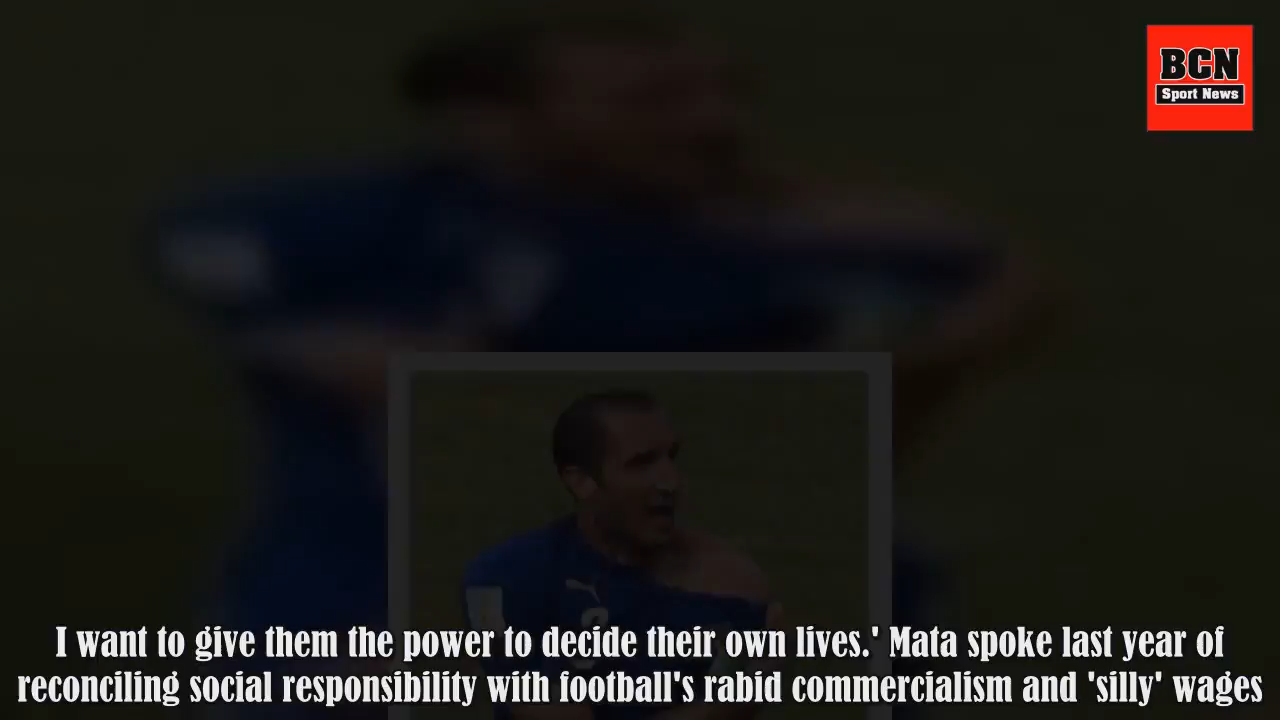 BCN
Sport News
3
I want to give them the power to decide their own lives.' Mata spoke last year of
reconciling social responsibility with football's rabid commercialism and 'silly' wages